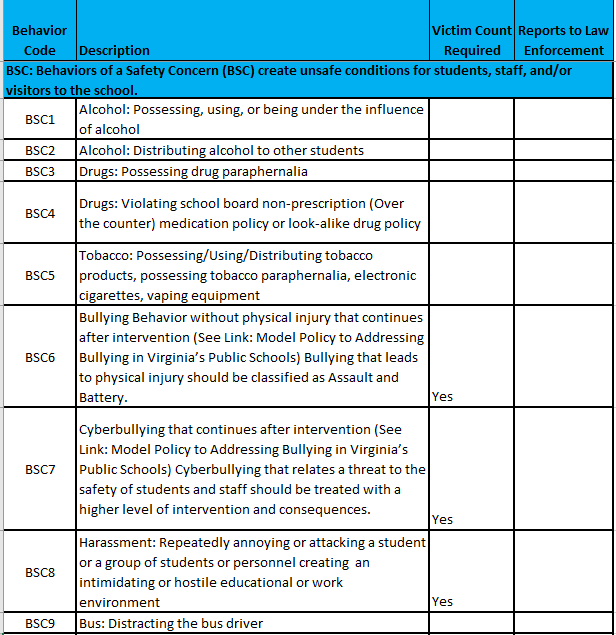 Behavior Code Description Victim Count Required Reports to Law Enforcement
BSC: Behaviors of a Safety Concern (BSC) create unsafe conditions for students, staff, and/or
visitors to the school.
BSC1 Alcohol: Possessing, using, or being under the influence
of alcohol
BSC2 Alcohol: Distributing alcohol to other students
BSC3 Drugs: Possessing drug paraphernalia
BSC4 Drugs: Violating school board non-prescription (Over
the counter) medication policy or look-alike drug policy
BSC5 Tobacco: Possessing/Using/Distributing tobacco
products, possessing tobacco paraphernalia, electronic
cigarettes, vaping equipment
BSC6 Bullying Behavior without physical injury that continues
after intervention (See Link: Model Policy to Addressing
Bullying in Virginia's Public Schools) Bullying that leads
to physical injury should be classified as Assault and
Battery. Yes
BSC7 Cyberbullying that continues after intervention (See
Link: Model Policy to Addressing Bullying in Virginia's
Public Schools) Cyberbullying that relates a threat to the
safety of students and staff should be treated with a
higher level of intervention and consequences. Yes
BSC8 Harassment: Repeatedly annoying or attacking a student
or a group of students or personnel creating an
intimidating or hostile educational or work
environment Yes
BSC9 Bus: Distracting the bus driver